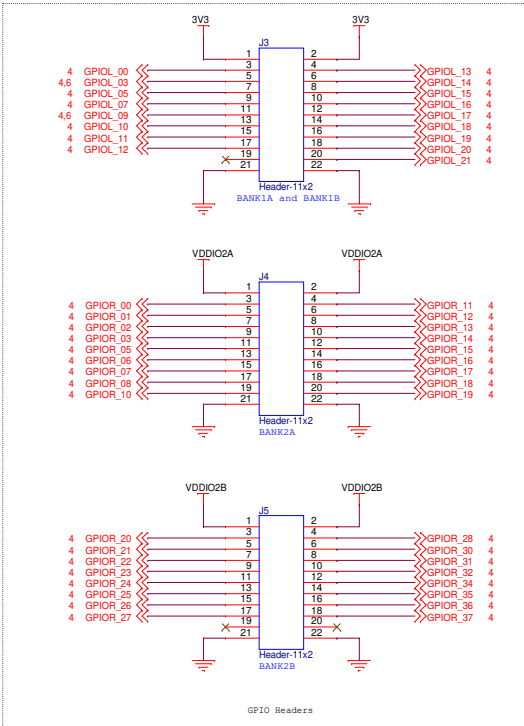 3V3 3V3
J3
1 2
3 4
4 GPIOL_00 GPIOL_13 4
5 6
4,6 GPIOL_03 GPIOL_14 4
7 8
4 GPIOL_05 GPIOL_15 4
9 10
4 GPIOL_07 GPIOL_16 4
11 12
4,6 GPIOL_09 GPIOL_17 4
13 14
4 GPIOL_10 GPIOL_18 4
15 16
4 GPIOL_11 GPIOL_19 4
17 18
4 GPIOL_12 GPIOL_20 4
19 20
GPIOL_21 4
21 22
Header-11x2
BANK1A and BANK1B
VDDIO2A VDDIO2A
J4
1 2
3 4
4 GPIOR_00 GPIOR_11 4
5 6
4 GPIOR_01 GPIOR_12 4
7 8
4 GPIOR_02 GPIOR_13 4
9 10
4 GPIOR_03 GPIOR_14 4
11 12
4 GPIOR_05 GPIOR_15 4
13 14
4 GPIOR_06 GPIOR_16 4
15 16
4 GPIOR_07 GPIOR_17 4
17 18
4 GPIOR_08 GPIOR_18 4
19 20
4 GPIOR_10 GPIOR_19 4
21 22
Header-11x2
BANK2A
VDDIO2B VDDIO2B
J5
1 2
3 4
4 GPIOR_20 GPIOR_28 4
5 6
4 GPIOR_21 GPIOR_30 4
7 8
4 GPIOR_22 GPIOR_31 4
9 10
4 GPIOR_23 GPIOR_32 4
11 12
4 GPIOR_24 GPIOR_34 4
13 14
4 GPIOR_25 GPIOR_35 4
15 16
4 GPIOR_26 GPIOR_36 4
17 18
4 GPIOR_27 GPIOR_37 4
19 20
21 22
Header-11x2
BANK2B
GPIO Headers